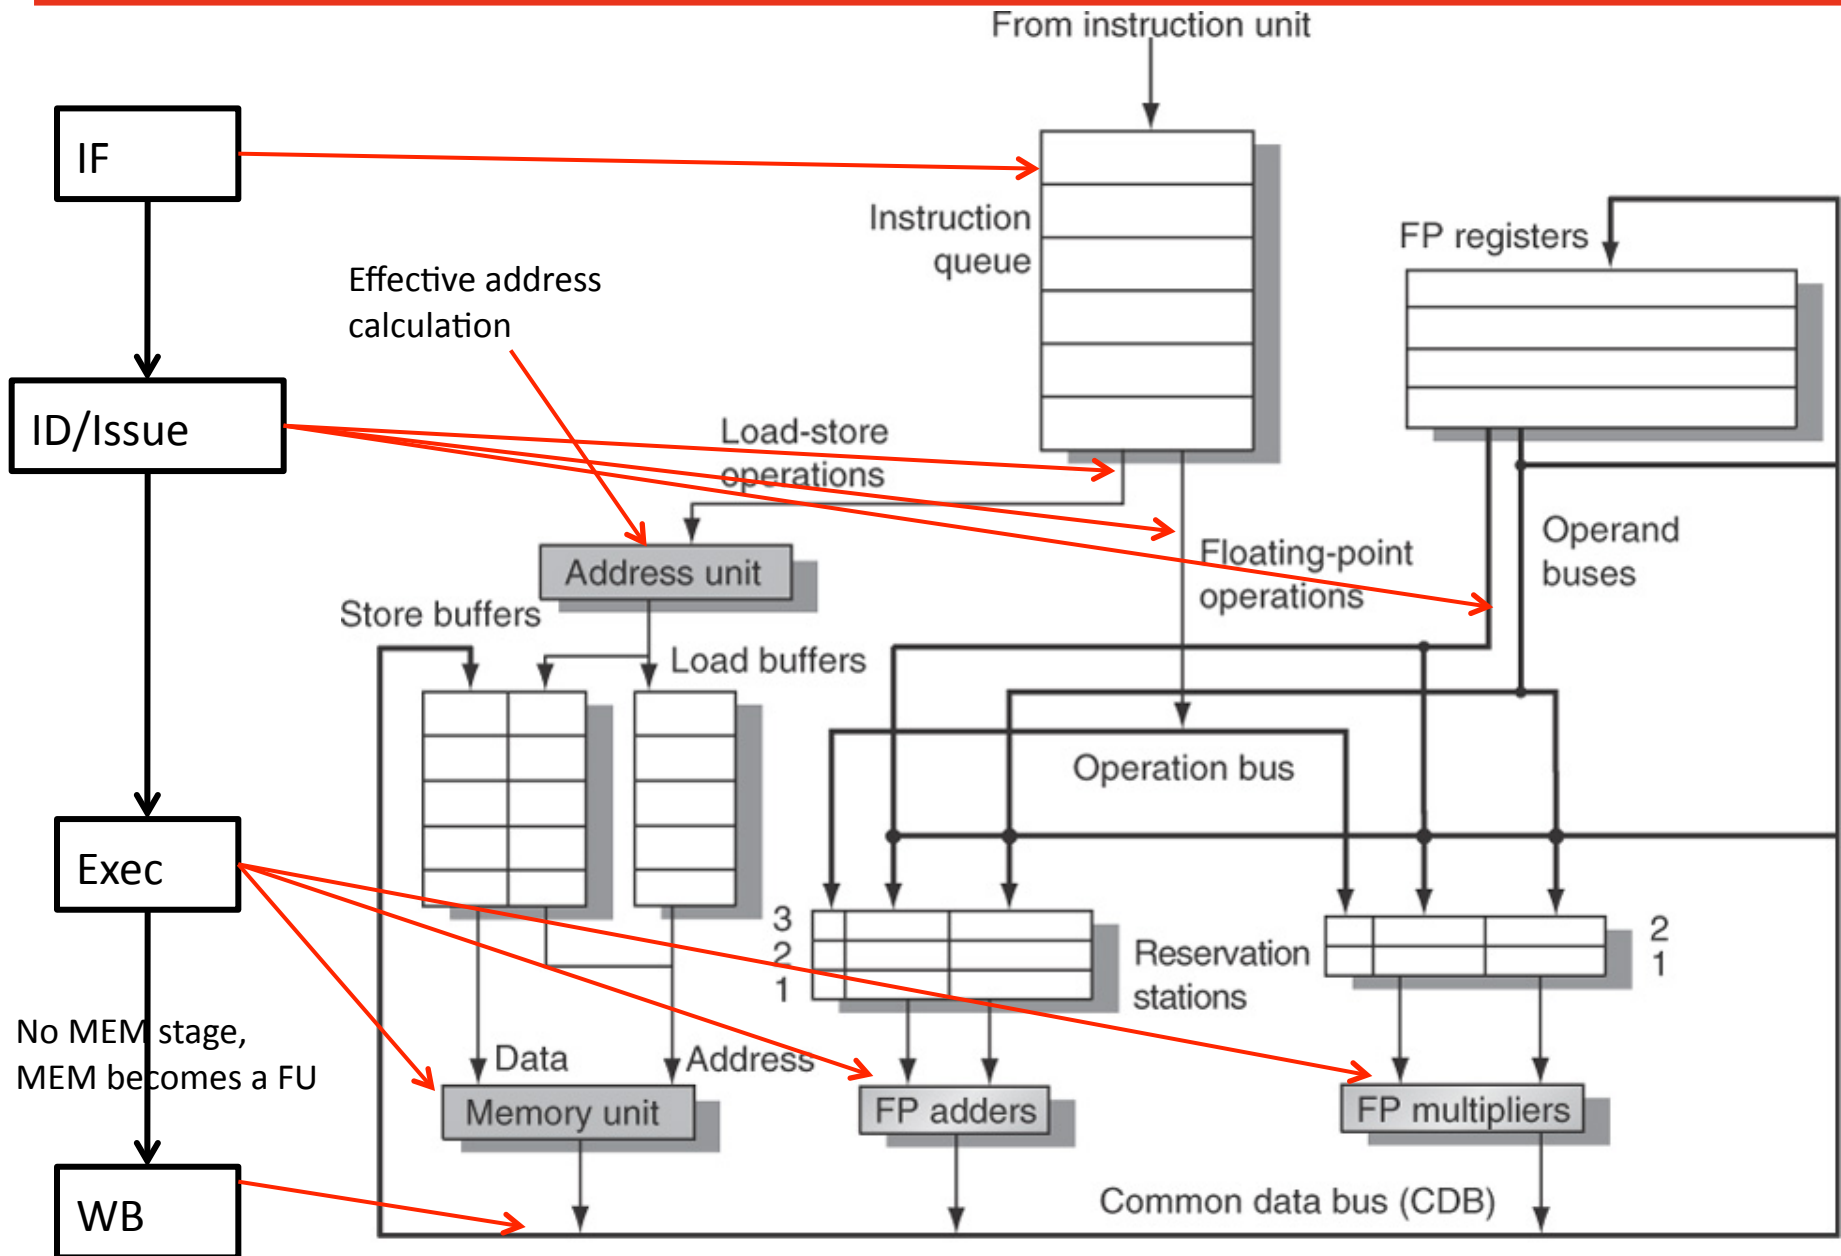 From instruction unit
IF
Instruction
queue
FP registers
Effective address
calculation
ID/Issue
Load-store
operations
Operand
buses
Floating-point
operations
Address unit
Store buffers
Load buffers
Operation bus
Exec
3
2
1
Reservation
stations
2
1
No MEM stage,
MEM becomes a FU
Data
Address
Memory unit
FP adders
FP multipliers
WB
Common data bus (CDB)